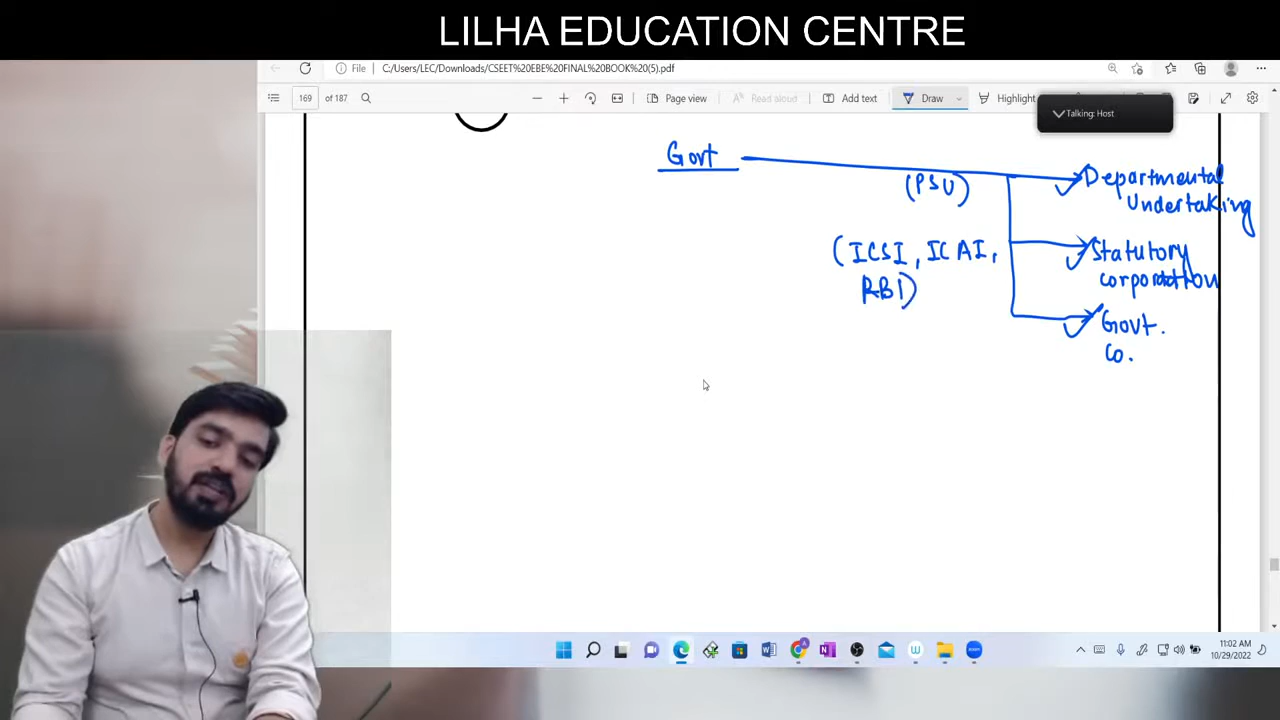 LILHA EDUCATION CENTRE
File C:/Users/LEC/Downloads/CSEET%20EBE%20FINAL%20BOOK%20(5).pdf
169 of 187 Page view Read aloud Add text Draw Highlight
Talking: Host
Govt
(PSU)
Departmental
Undertaking
(ICSI, ICAI,
RBI)
Statutory
corporation
Govt.
Co.
11:02 AM
10/29/2022